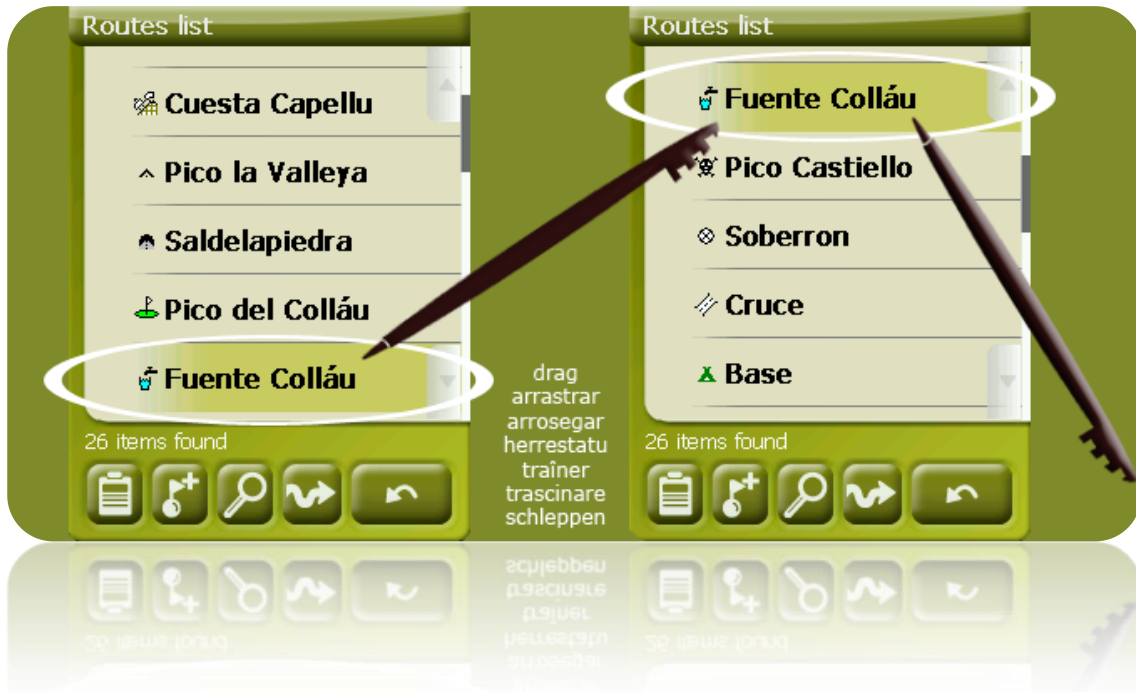 Routes list
Cuesta Capellu
Pico la Valleya
Saldelapiedra
Pico del Colláu
Fuente Colláu
26 items found
drag
arrastrar
arrosegar
herrestatu
traîner
trascinare
schleppen
Routes list
Fuente Colláu
Pico Castiello
Soberron
Cruce
Base
26 items found